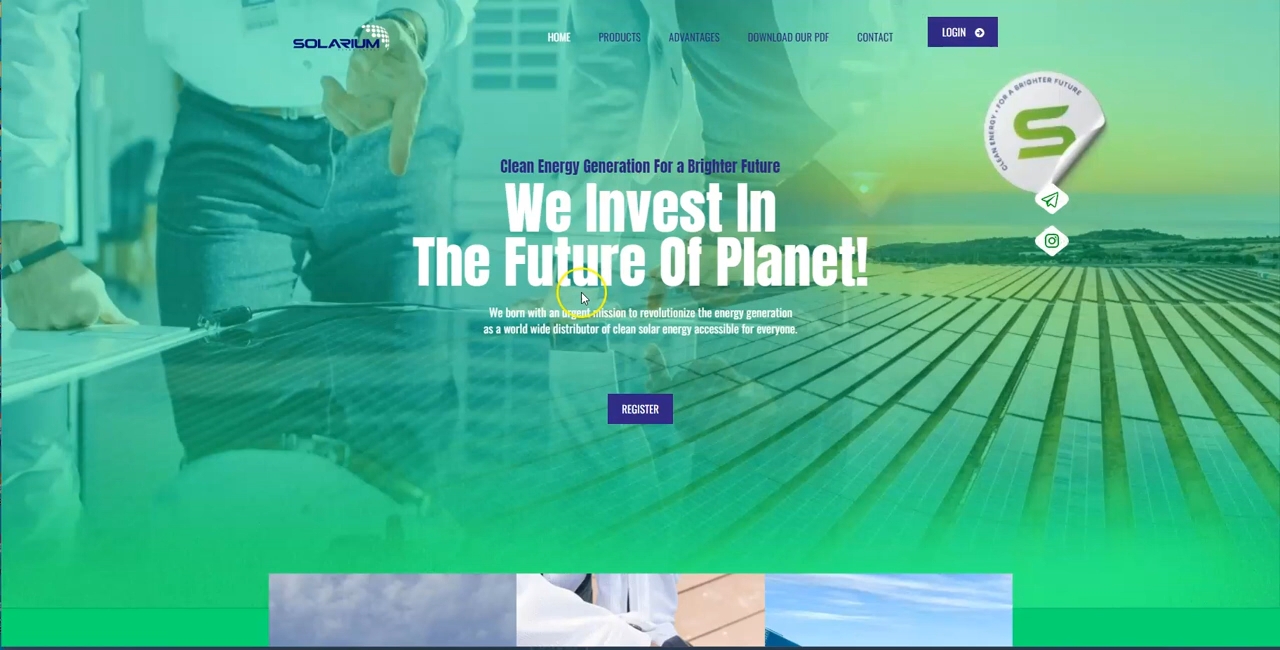 SOLARIUM
HOME PRODUCTS ADVANTAGES DOWNLOAD OUR PDF CONTACT LOGIN
CLEAN ENERGY • FOR A BRIGHTER FUTURE
S
Clean Energy Generation For a Brighter Future
We Invest In
The Future Of Planet!
We born with an urgent mission to revolutionize the energy generation
as a world wide distributor of clean solar energy accessible for everyone.
REGISTER